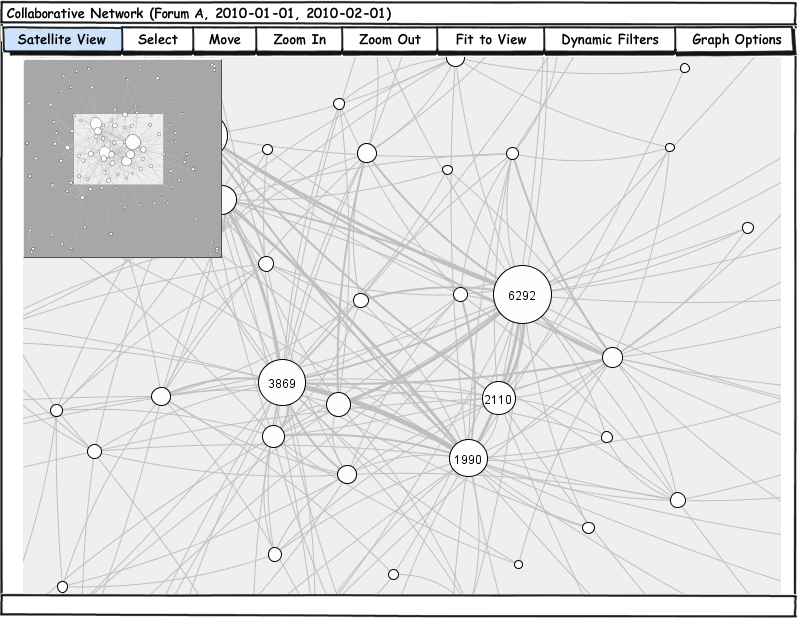 Collaborative Network (Forum A, 2010-01-01, 2010-02-01)
Satellite View Select Move Zoom In Zoom Out Fit to View Dynamic Filters Graph Options
6292
3869
2110
1990